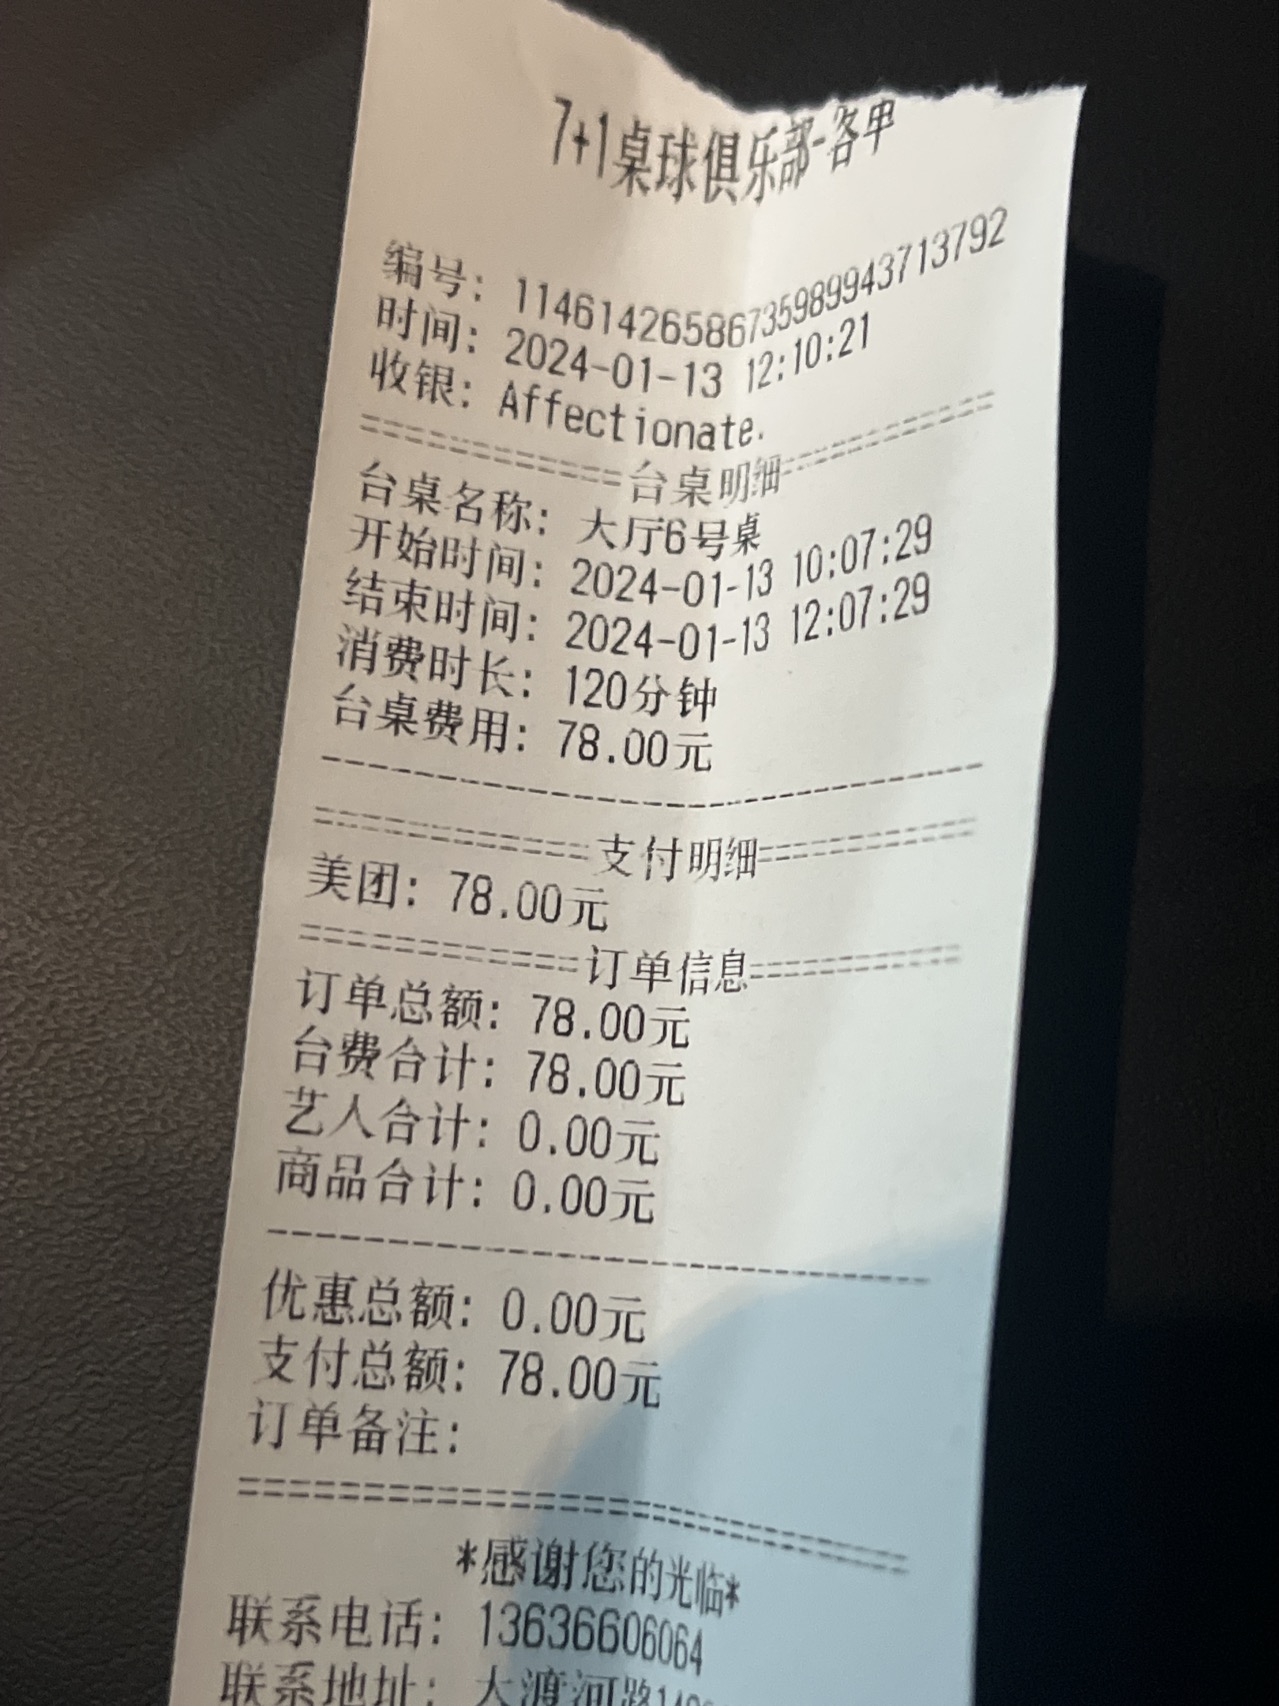 7+1桌球俱乐部-客单
编号: 1146142658673598943713792
时间: 2024-01-13 12:10:21
收银: Affectionate.
台桌明细
台桌名称: 大厅6号桌
开始时间: 2024-01-13 10:07:29
结束时间: 2024-01-13 12:07:29
消费时长: 120分钟
台桌费用: 78.00元
支付明细
美团: 78.00元
订单信息
订单总额: 78.00元
台费合计: 78.00元
艺人合计: 0.00元
商品合计: 0.00元
优惠总额: 0.00元
支付总额: 78.00元
订单备注:
*感谢您的光临*
联系电话: 13636606064
联系地址: 大渡河路